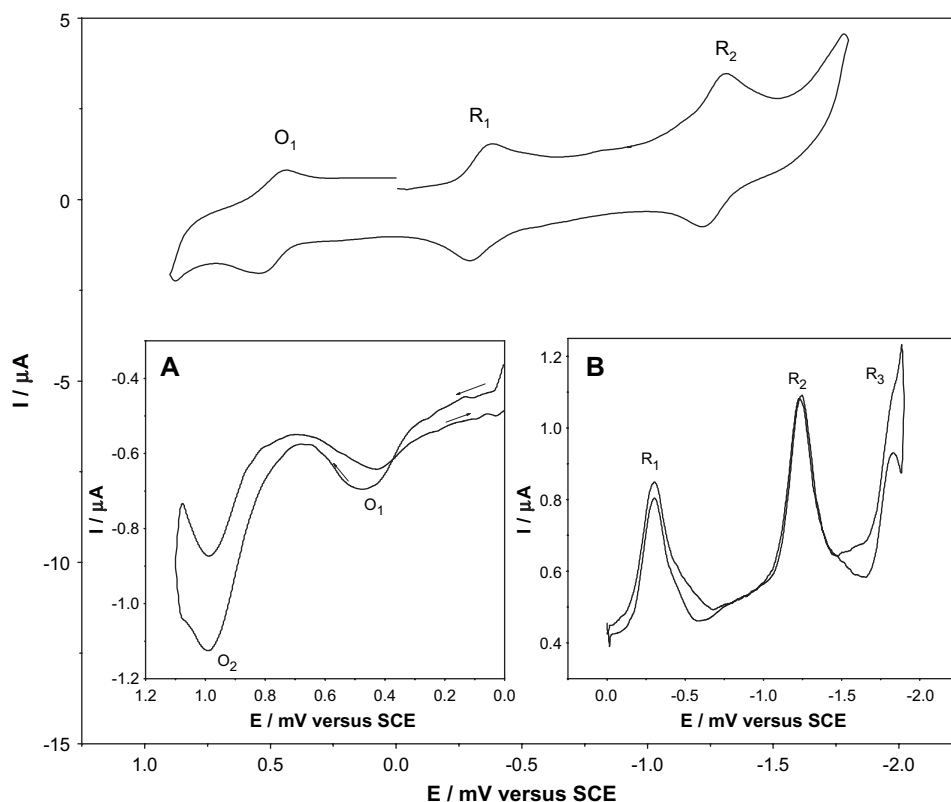 5
R2
R1
O1
0
I / μA
-5
-10
-15
A
-0.4
-0.6
-0.8
-1.0
-1.2
I / μA
O1
O2
1.2 1.0 0.8 0.6 0.4 0.2 0.0
E / mV versus SCE
B
1.2
1.0
0.8
0.6
0.4
I / μA
R1
R2
R3
0.0 -0.5 -1.0 -1.5 -2.0
E / mV versus SCE
1.0 0.5 0.0 -0.5 -1.0 -1.5 -2.0
E / mV versus SCE